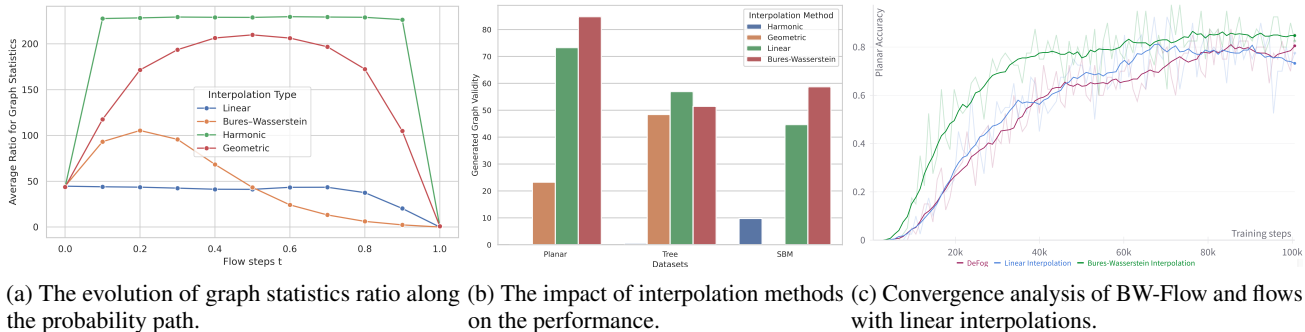 Average Ratio for Graph Statistics
200
150
100
50
0
Interpolation Type
Linear
Bures–Wasserstein
Harmonic
Geometric
0.0 0.2 0.4 0.6 0.8 1.0
Flow steps t
Generated Graph Validity
80
70
60
50
40
30
20
10
0
Interpolation Method
Harmonic
Geometric
Linear
Bures-Wasserstein
Planar Tree SBM
Datasets
Planar Accuracy
0.8
0.6
0.4
0.2
0
Training steps
20k 40k 60k 80k 100k
DeFog Linear Interpolation Bures-Wasserstein Interpolation
(a) The evolution of graph statistics ratio along
the probability path.
(b) The impact of interpolation methods
on the performance.
(c) Convergence analysis of BW-Flow and flows
with linear interpolations.